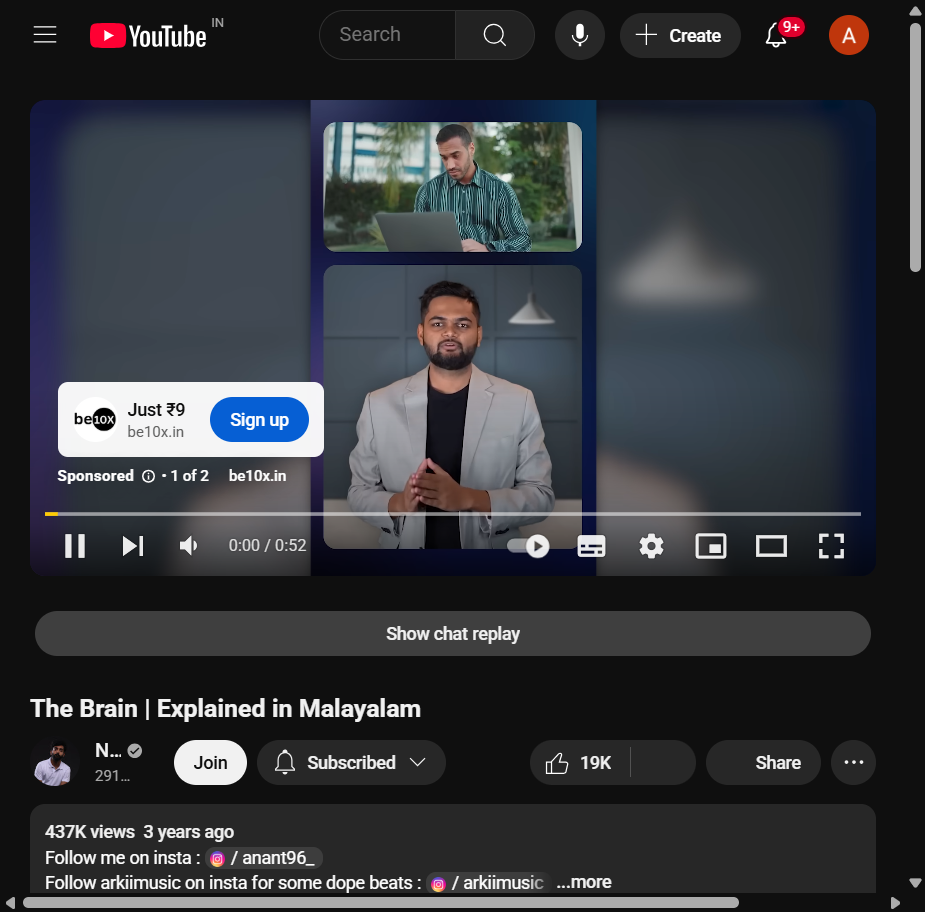 YouTube IN
Search
Create
9+
A
be10X
Just ₹9
be10x.in
Sign up
Sponsored • 1 of 2 be10x.in
0:00 / 0:52
Show chat replay
The Brain | Explained in Malayalam
N...
291...
Join
Subscribed
19K
Share
437K views 3 years ago
Follow me on insta : / anant96_
Follow arkiimusic on insta for some dope beats : / arkiimusic ...more